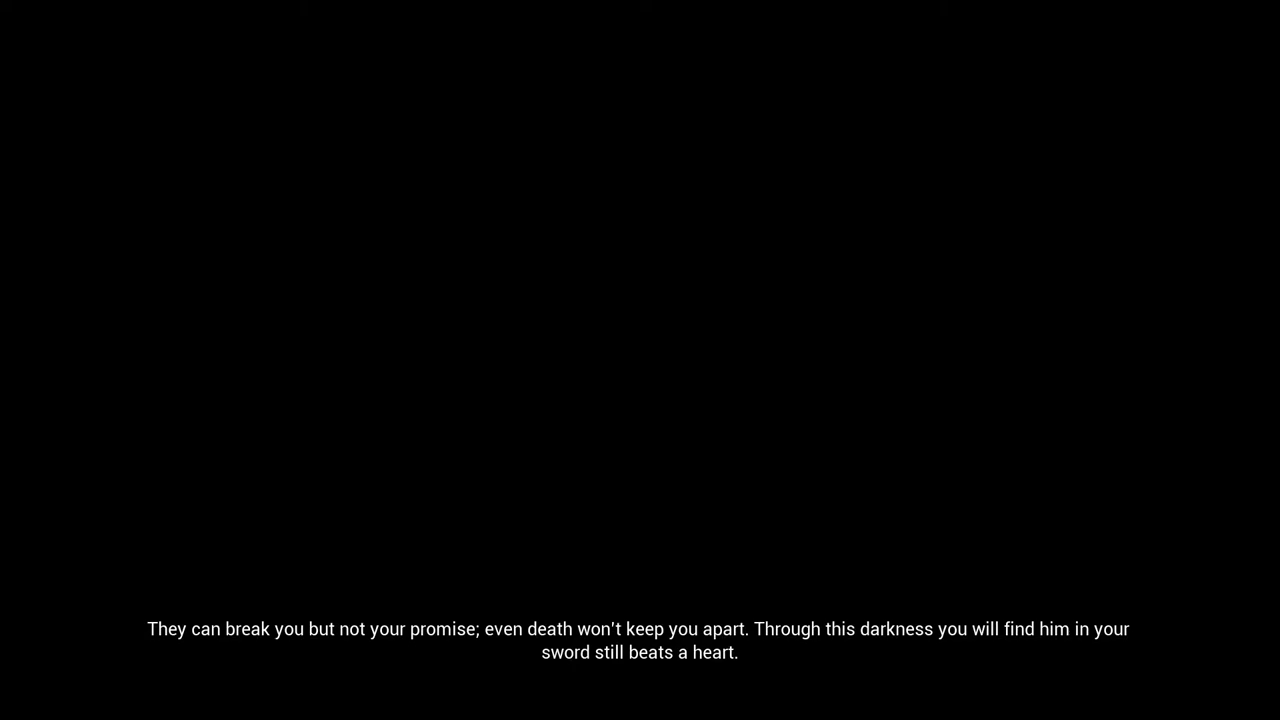 They can break you but not your promise; even death won't keep you apart. Through this darkness you will find him in your
sword still beats a heart.